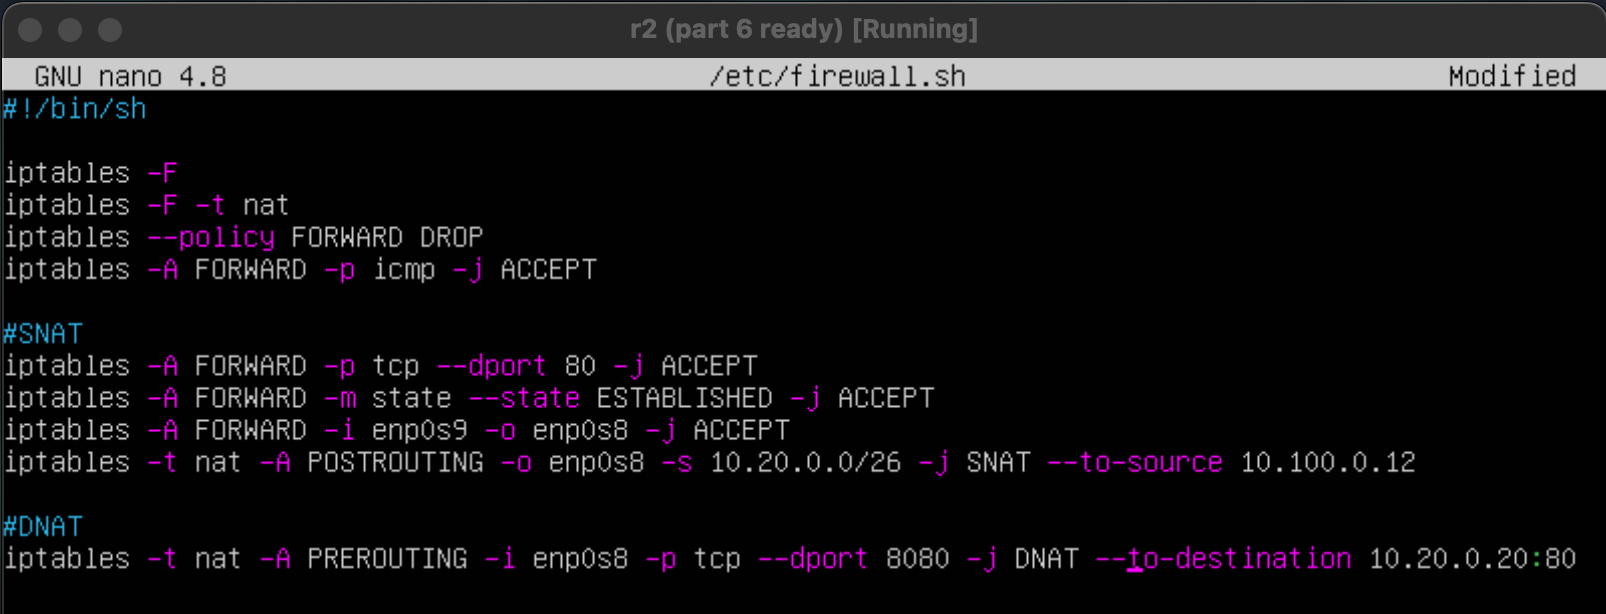 r2 (part 6 ready) [Running]
GNU nano 4.8 /etc/firewall.sh Modified
#!/bin/sh
iptables -F
iptables -F -t nat
iptables --policy FORWARD DROP
iptables -A FORWARD -p icmp -j ACCEPT
#SNAT
iptables -A FORWARD -p tcp --dport 80 -j ACCEPT
iptables -A FORWARD -m state --state ESTABLISHED -j ACCEPT
iptables -A FORWARD -i enp0s9 -o enp0s8 -j ACCEPT
iptables -t nat -A POSTROUTING -o enp0s8 -s 10.20.0.0/26 -j SNAT --to-source 10.100.0.12
#DNAT
iptables -t nat -A PREROUTING -i enp0s8 -p tcp --dport 8080 -j DNAT --to-destination 10.20.0.20:80